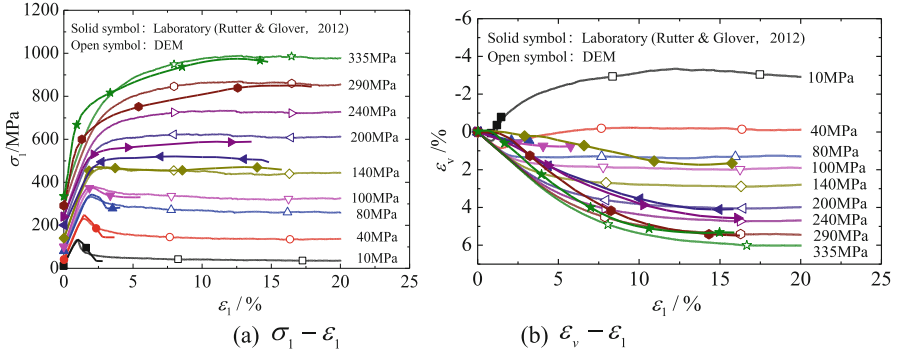 (a)
Solid symbol: Laboratory (Rutter & Glover, 2012)
Open symbol: DEM
1200
1000
800
600
400
200
0
σ₁/MPa
335MPa
290MPa
240MPa
200MPa
140MPa
100MPa
80MPa
40MPa
10MPa
0 5 10 15 20 25
ε₁ / %
(a) σ₁ − ε₁
(b)
Solid symbol: Laboratory (Rutter & Glover, 2012)
Open symbol: DEM
-6
-4
-2
0
2
4
6
εᵥ /%
10MPa
40MPa
80MPa
100MPa
140MPa
200MPa
240MPa
290MPa
335MPa
0 5 10 15 20 25
ε₁ / %
(b) εᵥ − ε₁